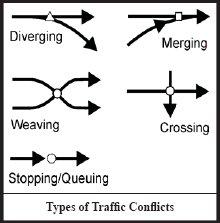 Diverging
Merging
Weaving
Crossing
Stopping/Queuing
Types of Traffic Conflicts